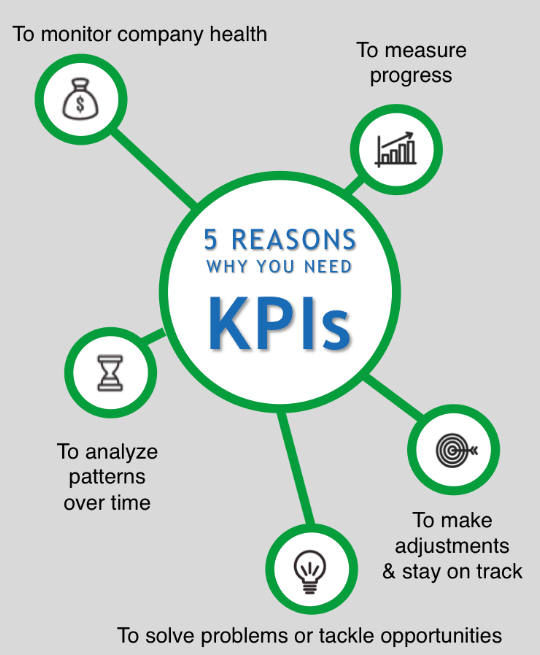 To monitor company health
To measure
progress
5 REASONS
WHY YOU NEED
KPIs
To analyze
patterns
over time
To make
adjustments
& stay on track
To solve problems or tackle opportunities
$